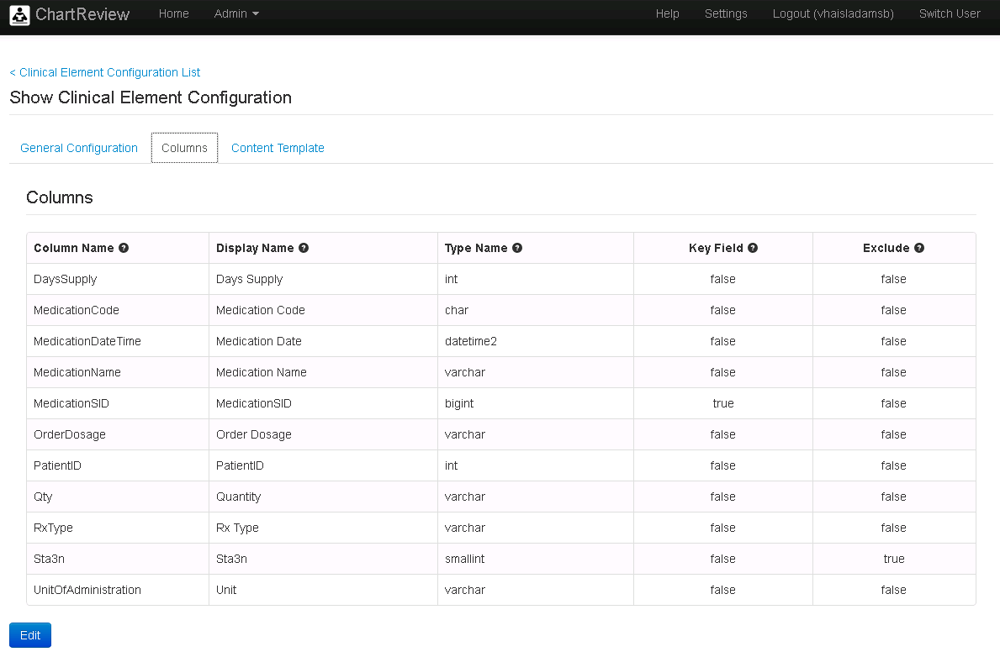 ChartReview Home Admin Help Settings Logout (vhaisladamsb) Switch User
< Clinical Element Configuration List
Show Clinical Element Configuration
General Configuration Columns Content Template
Columns
Column Name Display Name Type Name Key Field Exclude
DaysSupply Days Supply int false false
MedicationCode Medication Code char false false
MedicationDateTime Medication Date datetime2 false false
MedicationName Medication Name varchar false false
MedicationSID MedicationSID bigint true false
OrderDosage Order Dosage varchar false false
PatientID PatientID int false false
Qty Quantity varchar false false
RxType Rx Type varchar false false
Sta3n Sta3n smallint false true
UnitOfAdministration Unit varchar false false
Edit